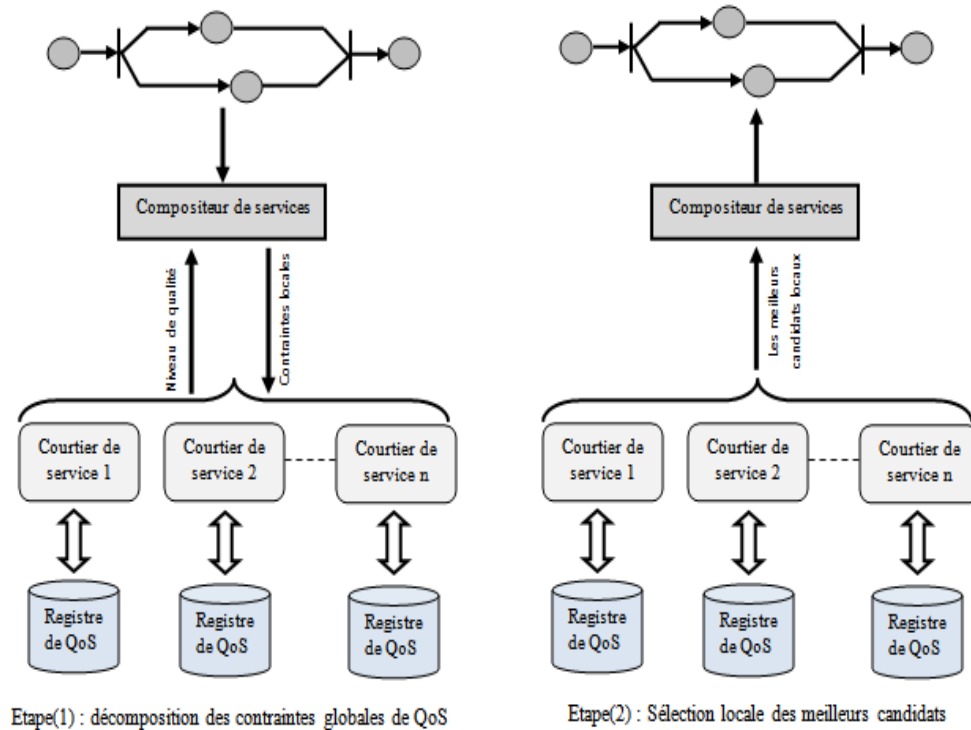 Compositeur de services
Niveau de qualité
Contraintes locales
Courtier de
service 1
Courtier de
service 2
Courtier de
service n
Registre
de QoS
Registre
de QoS
Registre
de QoS
Etape(1) : décomposition des contraintes globales de QoS
Compositeur de services
Les meilleurs
candidats locaux
Courtier de
service 1
Courtier de
service 2
Courtier de
service n
Registre
de QoS
Registre
de QoS
Registre
de QoS
Etape(2) : Sélection locale des meilleurs candidats